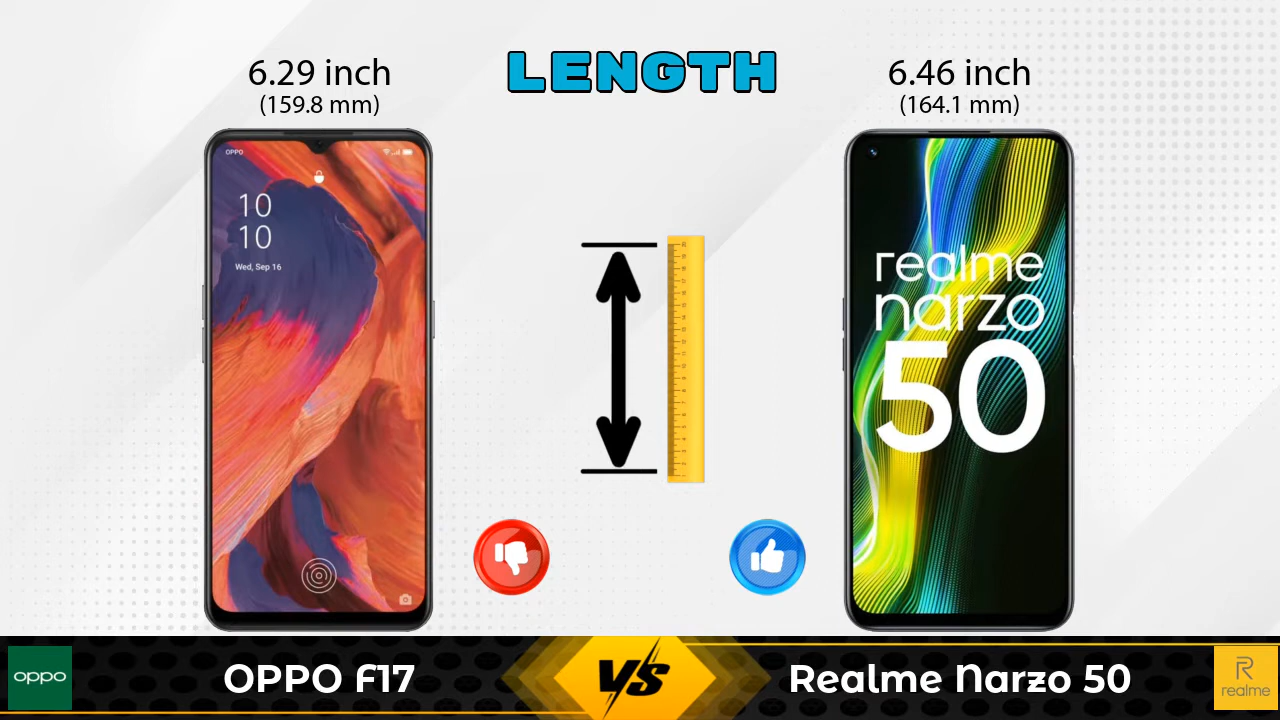 LENGTH
6.29 inch
(159.8 mm)
6.46 inch
(164.1 mm)
OPPO
10
10
Wed, Sep 16
realme
narzo
50
oppo
OPPO F17
VS
Realme Narzo 50
R
realme